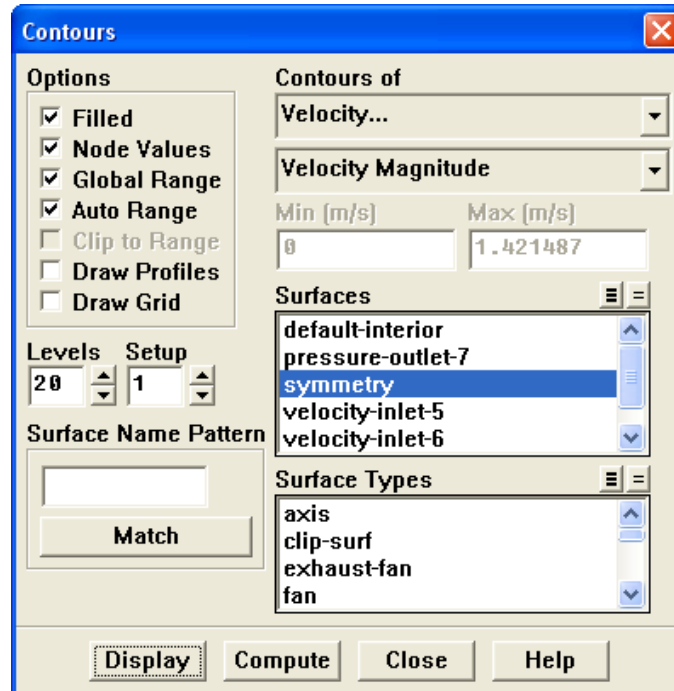 Contours
Options
Filled
Node Values
Global Range
Auto Range
Clip to Range
Draw Profiles
Draw Grid
Levels Setup
20 1
Surface Name Pattern
Match
Contours of
Velocity...
Velocity Magnitude
Min (m/s) Max (m/s)
0 1.421487
Surfaces
default-interior
pressure-outlet-7
symmetry
velocity-inlet-5
velocity-inlet-6
Surface Types
axis
clip-surf
exhaust-fan
fan
Display Compute Close Help